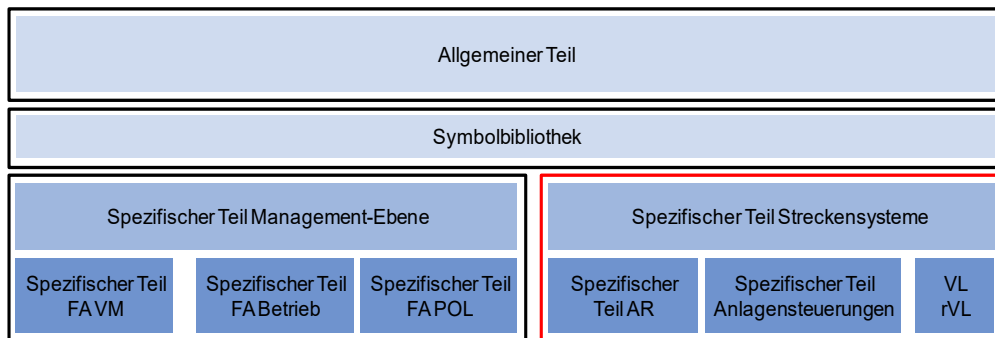 Allgemeiner Teil
Symbolbibliothek
Spezifischer Teil Management-Ebene
Spezifischer Teil Streckensysteme
Spezifischer Teil
FA VM
Spezifischer Teil
FA Betrieb
Spezifischer Teil
FA POL
Spezifischer
Teil AR
Spezifischer Teil
Anlagensteuerungen
VL
rVL